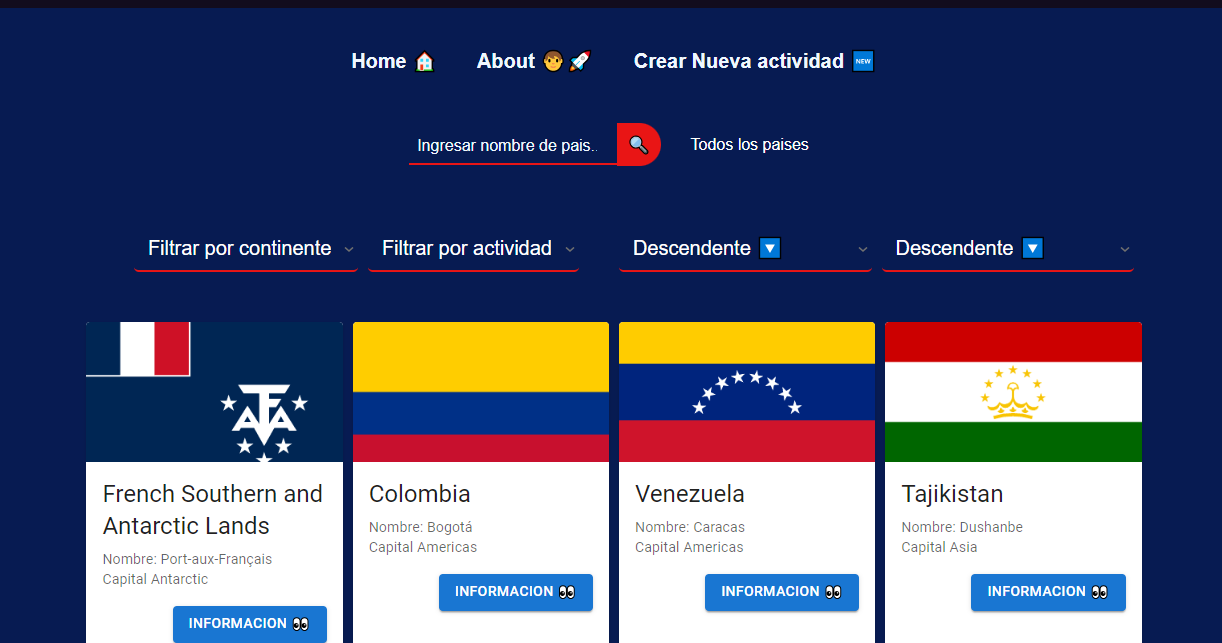 Home 🏠 About 🧑🚀 Crear Nueva actividad 🆕
Ingresar nombre de pais.. 🔍 Todos los paises
Filtrar por continente Filtrar por actividad Descendente 🔽 Descendente 🔽
French Southern and
Antarctic Lands
Nombre: Port-aux-Français
Capital Antarctic
INFORMACION 👀
Colombia
Nombre: Bogotá
Capital Americas
INFORMACION 👀
Venezuela
Nombre: Caracas
Capital Americas
INFORMACION 👀
Tajikistan
Nombre: Dushanbe
Capital Asia
INFORMACION 👀